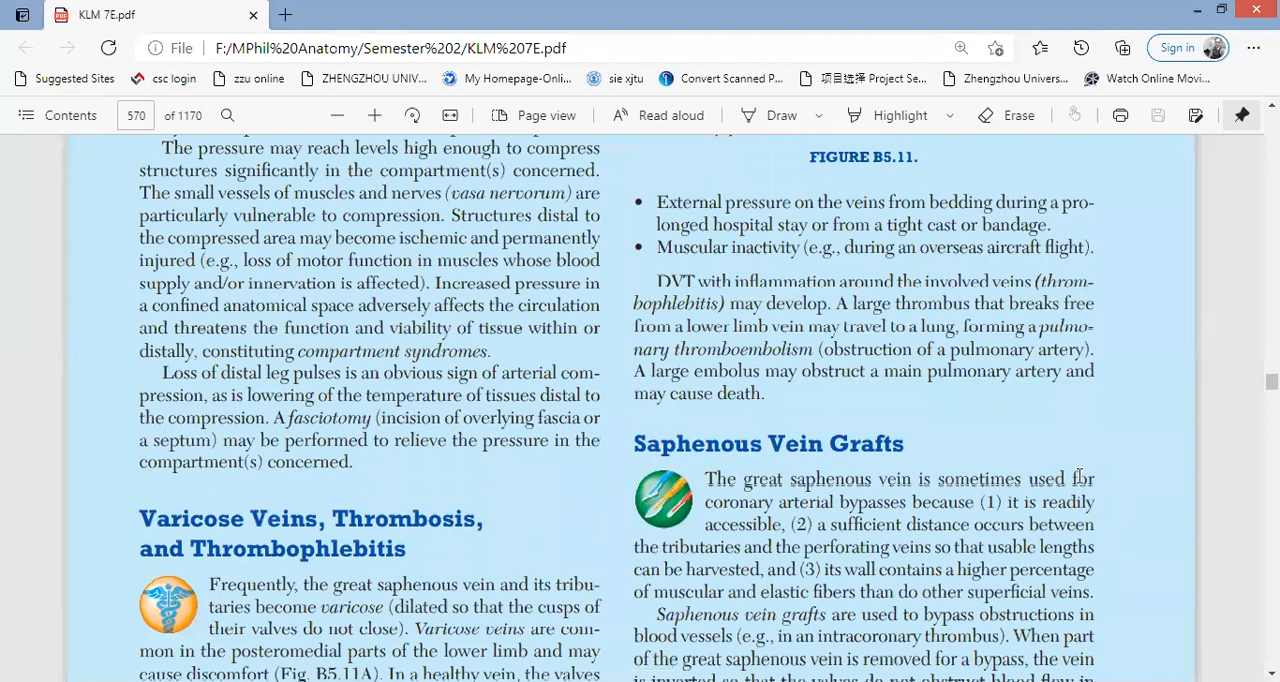 KLM 7E.pdf
File
F:/MPhil%20Anatomy/Semester%202/KLM%207E.pdf
Sign in
Suggested Sites
csc login
zzu online
ZHENGZHOU UNIV...
My Homepage-Onli...
sie xjtu
Convert Scanned P...
项目选择 Project Se...
Zhengzhou Univers...
Watch Online Movi...
Contents
570
of 1170
Page view
Read aloud
Draw
Highlight
Erase
The pressure may reach levels high enough to compress
structures significantly in the compartment(s) concerned.
The small vessels of muscles and nerves (vasa nervorum) are
particularly vulnerable to compression. Structures distal to
the compressed area may become ischemic and permanently
injured (e.g., loss of motor function in muscles whose blood
supply and/or innervation is affected). Increased pressure in
a confined anatomical space adversely affects the circulation
and threatens the function and viability of tissue within or
distally, constituting compartment syndromes.
Loss of distal leg pulses is an obvious sign of arterial com-
pression, as is lowering of the temperature of tissues distal to
the compression. A fasciotomy (incision of overlying fascia or
a septum) may be performed to relieve the pressure in the
compartment(s) concerned.
Varicose Veins, Thrombosis,
and Thrombophlebitis
Frequently, the great saphenous vein and its tribu-
taries become varicose (dilated so that the cusps of
their valves do not close). Varicose veins are com-
mon in the posteromedial parts of the lower limb and may
cause discomfort (Fig. B5.11A). In a healthy vein, the valves
FIGURE B5.11.
• External pressure on the veins from bedding during a pro-
longed hospital stay or from a tight cast or bandage.
• Muscular inactivity (e.g., during an overseas aircraft flight).
DVT with inflammation around the involved veins (throm-
bophlebitis) may develop. A large thrombus that breaks free
from a lower limb vein may travel to a lung, forming a pulmo-
nary thromboembolism (obstruction of a pulmonary artery).
A large embolus may obstruct a main pulmonary artery and
may cause death.
Saphenous Vein Grafts
The great saphenous vein is sometimes used for
coronary arterial bypasses because (1) it is readily
accessible, (2) a sufficient distance occurs between
the tributaries and the perforating veins so that usable lengths
can be harvested, and (3) its wall contains a higher percentage
of muscular and elastic fibers than do other superficial veins.
Saphenous vein grafts are used to bypass obstructions in
blood vessels (e.g., in an intracoronary thrombus). When part
of the great saphenous vein is removed for a bypass, the vein
is inverted so that the valves do not obstruct blood flow in